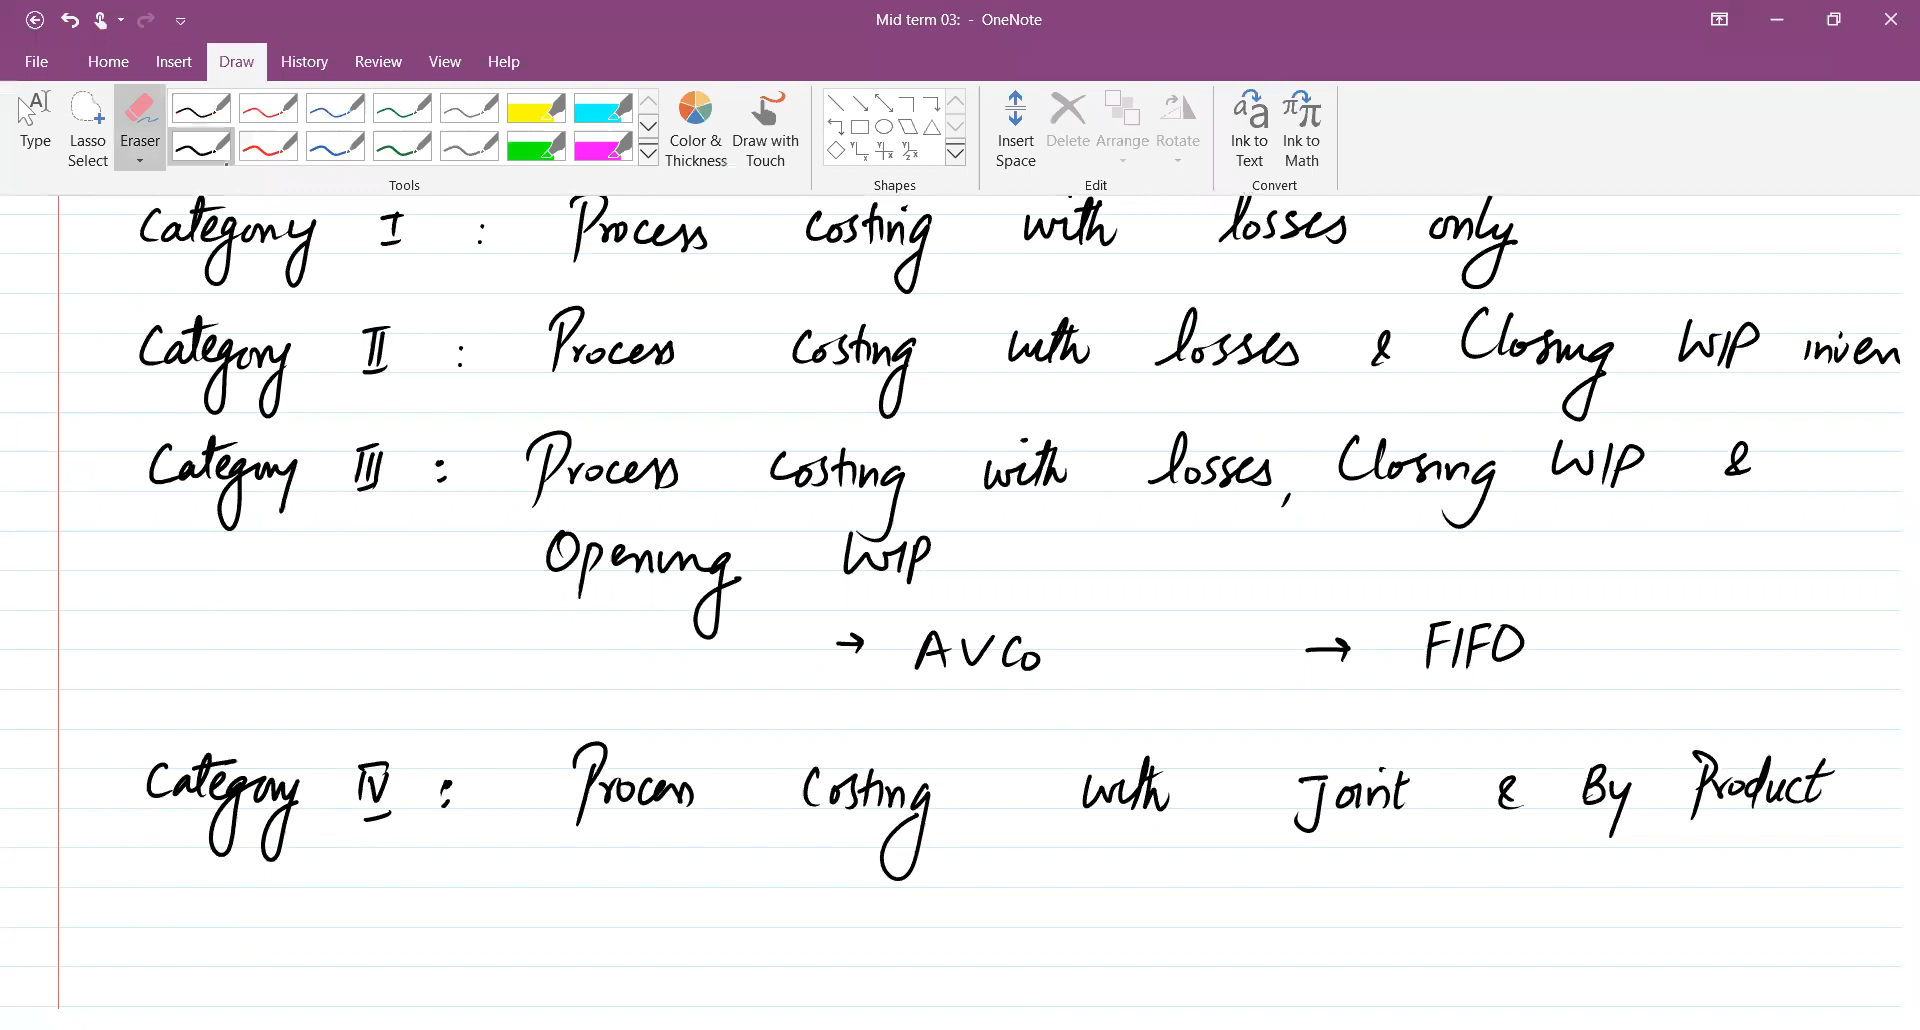 Mid term 03: - OneNote
File Home Insert Draw History Review View Help
Type
Lasso Select
Eraser
Color & Thickness
Draw with Touch
Insert Space
Delete
Arrange
Rotate
Ink to Text
Ink to Math
Tools
Shapes
Edit
Convert
Category I : Process costing with losses only
Category II : Process costing with losses & Closing WIP inven
Category III : Process costing with losses, Closing WIP &
Opening WIP
→ AVCo → FIFO
Category IV : Process costing with Joint & By Product